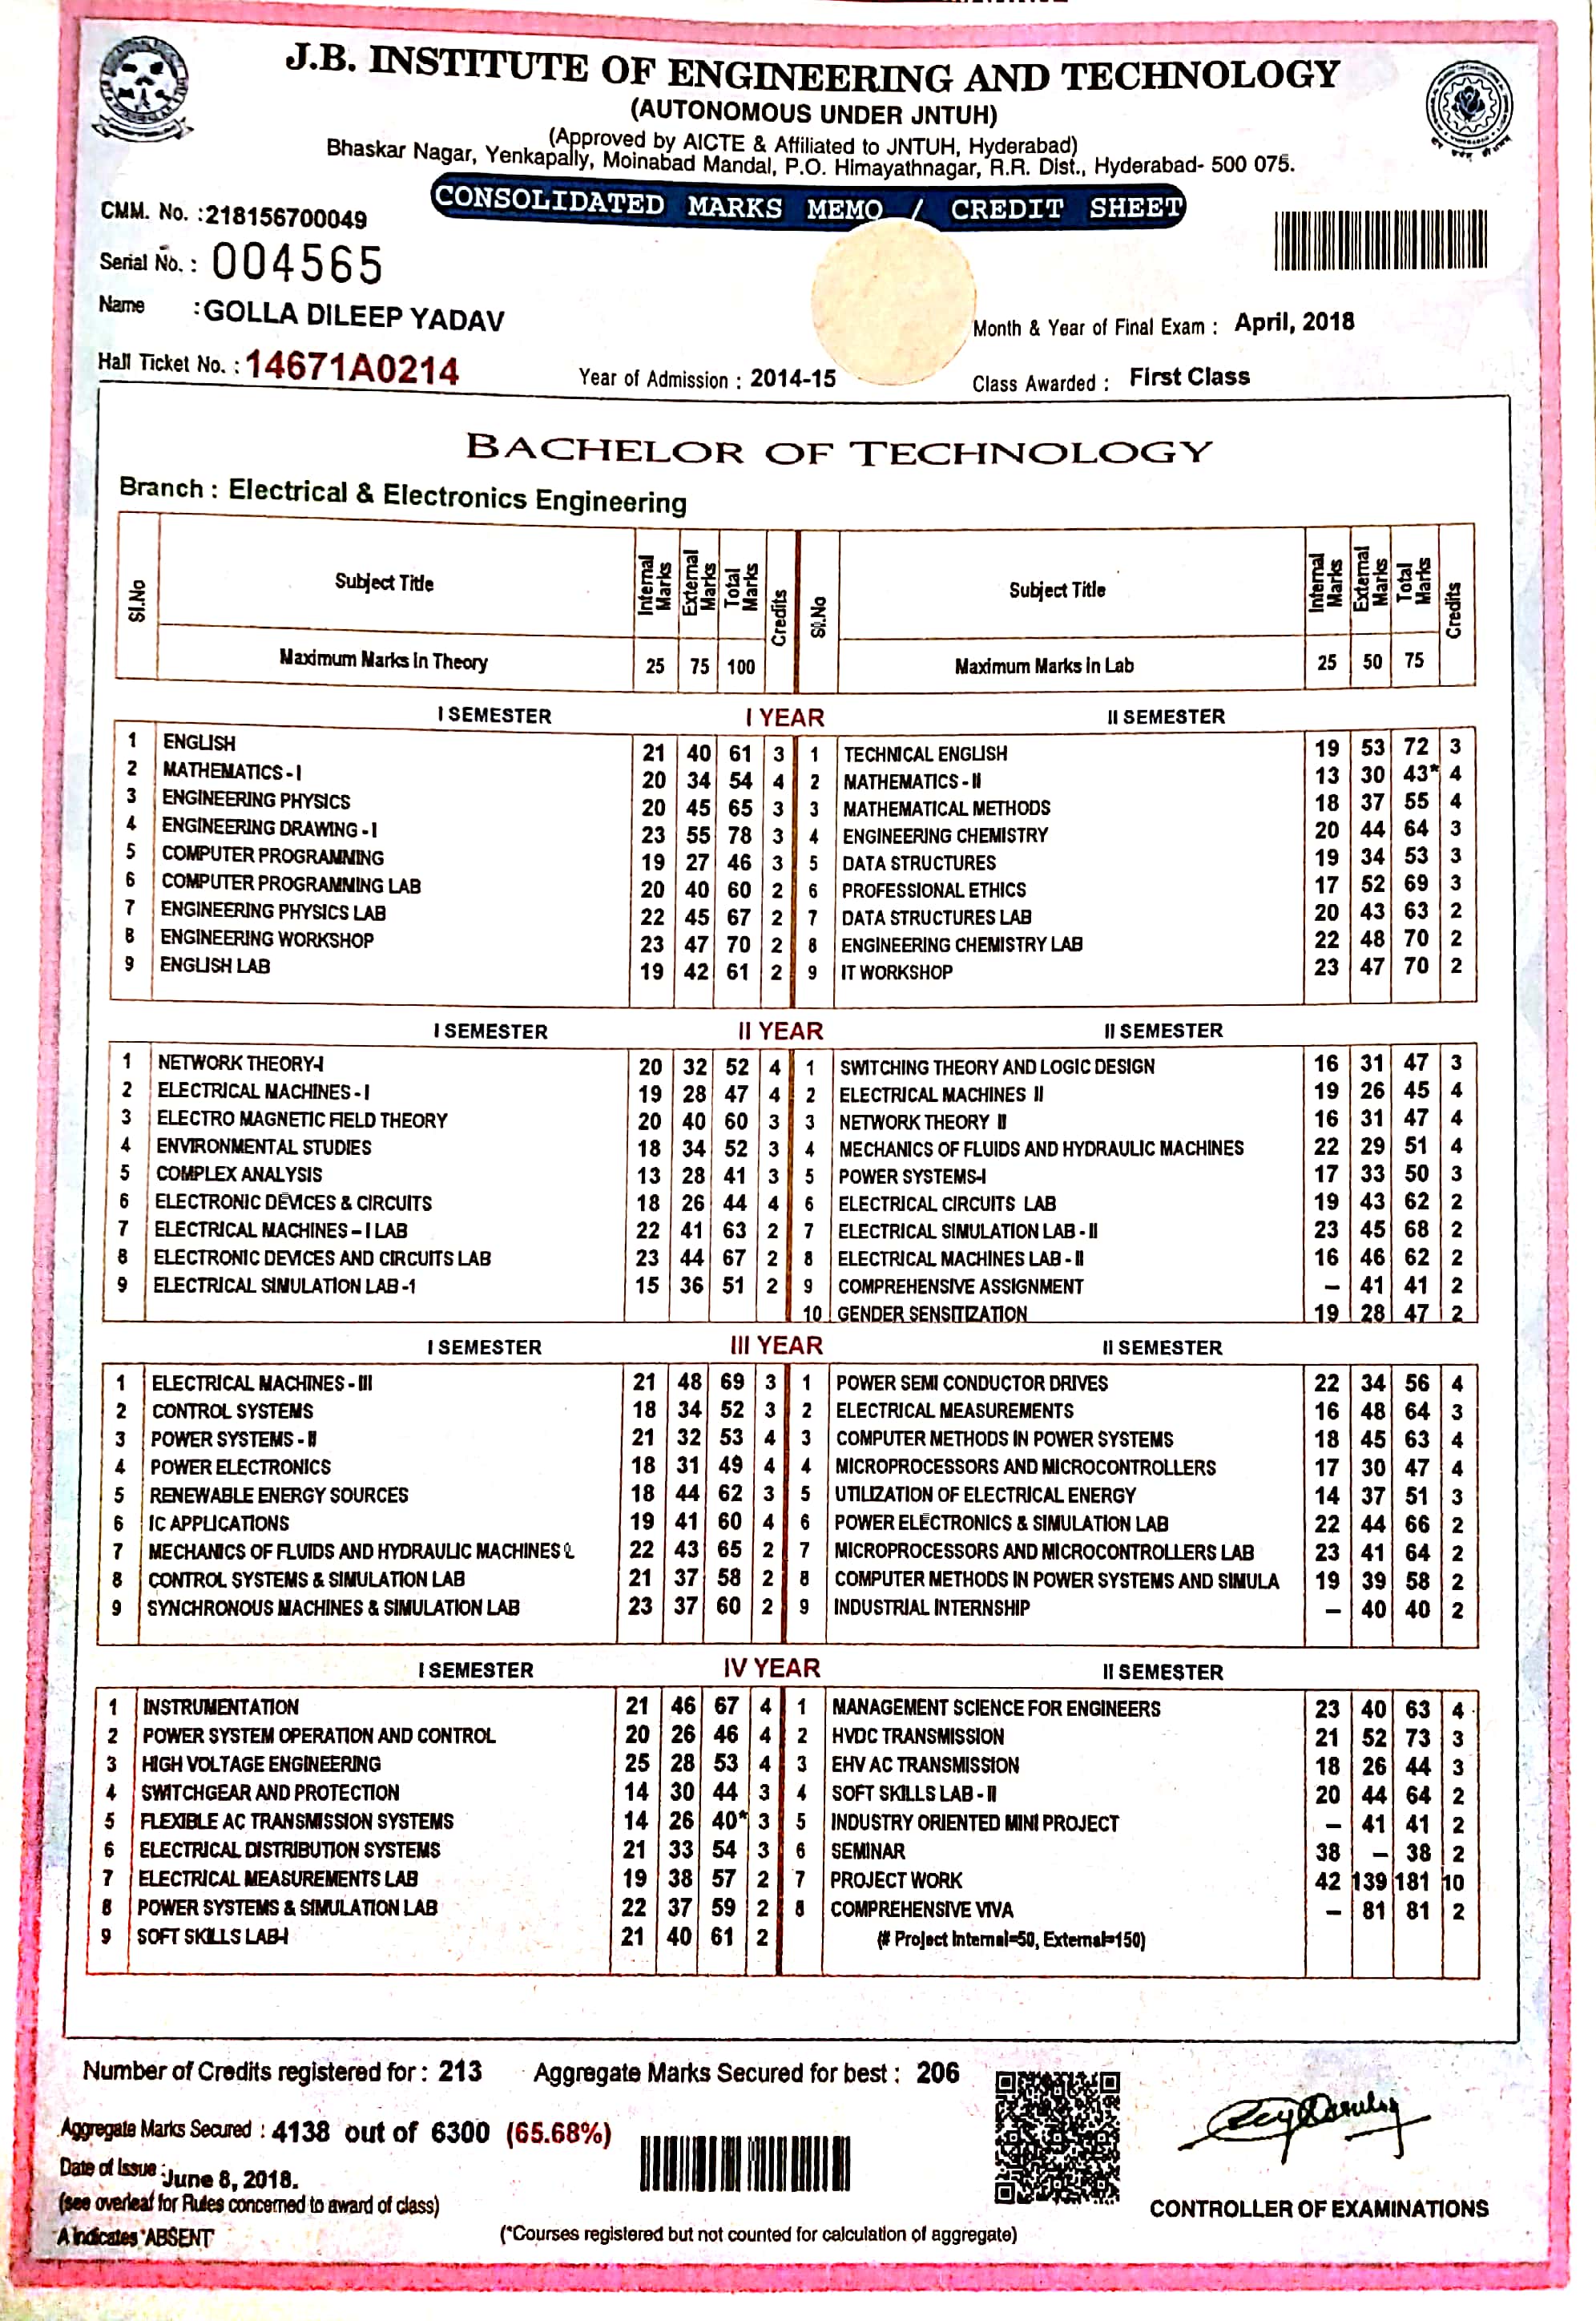 J.B. INSTITUTE OF ENGINEERING AND TECHNOLOGY
(AUTONOMOUS UNDER JNTUH)
(Approved by AICTE & Affiliated to JNTUH, Hyderabad)
Bhaskar Nagar, Yenkapally, Moinabad Mandal, P.O. Himayathnagar, R.R. Dist., Hyderabad- 500 075.
CONSOLIDATED MARKS MEMO / CREDIT SHEET
CMM. No. :218156700049
Serial No. : 004565
Name :GOLLA DILEEP YADAV
Month & Year of Final Exam : April, 2018
Hall Ticket No. : 14671A0214 Year of Admission : 2014-15 Class Awarded : First Class
BACHELOR OF TECHNOLOGY
Branch : Electrical & Electronics Engineering
Sl.No Subject Title Internal Marks External Marks Total Marks Credits Sl.No Subject Title Internal Marks External Marks Total Marks Credits
Maximum Marks in Theory 25 75 100 Maximum Marks in Lab 25 50 75
I SEMESTER I YEAR II SEMESTER
1 ENGLISH 21 40 61 3 1 TECHNICAL ENGLISH 19 53 72 3
2 MATHEMATICS - I 20 34 54 4 2 MATHEMATICS - II 13 30 43* 4
3 ENGINEERING PHYSICS 20 45 65 3 3 MATHEMATICAL METHODS 18 37 55 4
4 ENGINEERING DRAWING - I 23 55 78 3 4 ENGINEERING CHEMISTRY 20 44 64 3
5 COMPUTER PROGRAMMING 19 27 46 3 5 DATA STRUCTURES 19 34 53 3
6 COMPUTER PROGRAMMING LAB 20 40 60 2 6 PROFESSIONAL ETHICS 17 52 69 3
7 ENGINEERING PHYSICS LAB 22 45 67 2 7 DATA STRUCTURES LAB 20 43 63 2
8 ENGINEERING WORKSHOP 23 47 70 2 8 ENGINEERING CHEMISTRY LAB 22 48 70 2
9 ENGLISH LAB 19 42 61 2 9 IT WORKSHOP 23 47 70 2
I SEMESTER II YEAR II SEMESTER
1 NETWORK THEORY-I 20 32 52 4 1 SWITCHING THEORY AND LOGIC DESIGN 16 31 47 3
2 ELECTRICAL MACHINES - I 19 28 47 4 2 ELECTRICAL MACHINES II 19 26 45 4
3 ELECTRO MAGNETIC FIELD THEORY 20 40 60 3 3 NETWORK THEORY II 16 31 47 4
4 ENVIRONMENTAL STUDIES 18 34 52 3 4 MECHANICS OF FLUIDS AND HYDRAULIC MACHINES 22 29 51 4
5 COMPLEX ANALYSIS 13 28 41 3 5 POWER SYSTEMS-I 17 33 50 3
6 ELECTRONIC DEVICES & CIRCUITS 18 26 44 4 6 ELECTRICAL CIRCUITS LAB 19 43 62 2
7 ELECTRICAL MACHINES – I LAB 22 41 63 2 7 ELECTRICAL SIMULATION LAB - II 23 45 68 2
8 ELECTRONIC DEVICES AND CIRCUITS LAB 23 44 67 2 8 ELECTRICAL MACHINES LAB - II 16 46 62 2
9 ELECTRICAL SIMULATION LAB -1 15 36 51 2 9 COMPREHENSIVE ASSIGNMENT – 41 41 2
10 GENDER SENSITIZATION 19 28 47 2
I SEMESTER III YEAR II SEMESTER
1 ELECTRICAL MACHINES - III 21 48 69 3 1 POWER SEMI CONDUCTOR DRIVES 22 34 56 4
2 CONTROL SYSTEMS 18 34 52 3 2 ELECTRICAL MEASUREMENTS 16 48 64 3
3 POWER SYSTEMS - II 21 32 53 4 3 COMPUTER METHODS IN POWER SYSTEMS 18 45 63 4
4 POWER ELECTRONICS 18 31 49 4 4 MICROPROCESSORS AND MICROCONTROLLERS 17 30 47 4
5 RENEWABLE ENERGY SOURCES 18 44 62 3 5 UTILIZATION OF ELECTRICAL ENERGY 14 37 51 3
6 IC APPLICATIONS 19 41 60 4 6 POWER ELECTRONICS & SIMULATION LAB 22 44 66 2
7 MECHANICS OF FLUIDS AND HYDRAULIC MACHINES 22 43 65 2 7 MICROPROCESSORS AND MICROCONTROLLERS LAB 23 41 64 2
8 CONTROL SYSTEMS & SIMULATION LAB 21 37 58 2 8 COMPUTER METHODS IN POWER SYSTEMS AND SIMULA 19 39 58 2
9 SYNCHRONOUS MACHINES & SIMULATION LAB 23 37 60 2 9 INDUSTRIAL INTERNSHIP – 40 40 2
I SEMESTER IV YEAR II SEMESTER
1 INSTRUMENTATION 21 46 67 4 1 MANAGEMENT SCIENCE FOR ENGINEERS 23 40 63 4
2 POWER SYSTEM OPERATION AND CONTROL 20 26 46 4 2 HVDC TRANSMISSION 21 52 73 3
3 HIGH VOLTAGE ENGINEERING 25 28 53 4 3 EHV AC TRANSMISSION 18 26 44 3
4 SWITCHGEAR AND PROTECTION 14 30 44 3 4 SOFT SKILLS LAB - II 20 44 64 2
5 FLEXIBLE AC TRANSMISSION SYSTEMS 14 26 40* 3 5 INDUSTRY ORIENTED MINI PROJECT – 41 41 2
6 ELECTRICAL DISTRIBUTION SYSTEMS 21 33 54 3 6 SEMINAR 38 – 38 2
7 ELECTRICAL MEASUREMENTS LAB 19 38 57 2 7 PROJECT WORK 42 139 181 10
8 POWER SYSTEMS & SIMULATION LAB 22 37 59 2 8 COMPREHENSIVE VIVA – 81 81 2
9 SOFT SKILLS LAB-I 21 40 61 2 (# Project Internal=50, External=150)
Number of Credits registered for : 213 Aggregate Marks Secured for best : 206
Aggregate Marks Secured : 4138 out of 6300 (65.68%)
Date of Issue : June 8, 2018.
(see overleaf for Rules concerned to award of class)
CONTROLLER OF EXAMINATIONS
A indicates 'ABSENT' (*Courses registered but not counted for calculation of aggregate)